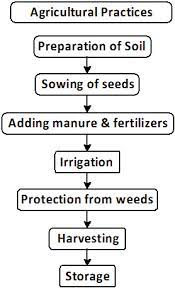 Agricultural Practices
Preparation of Soil
Sowing of seeds
Adding manure & fertilizers
Irrigation
Protection from weeds
Harvesting
Storage